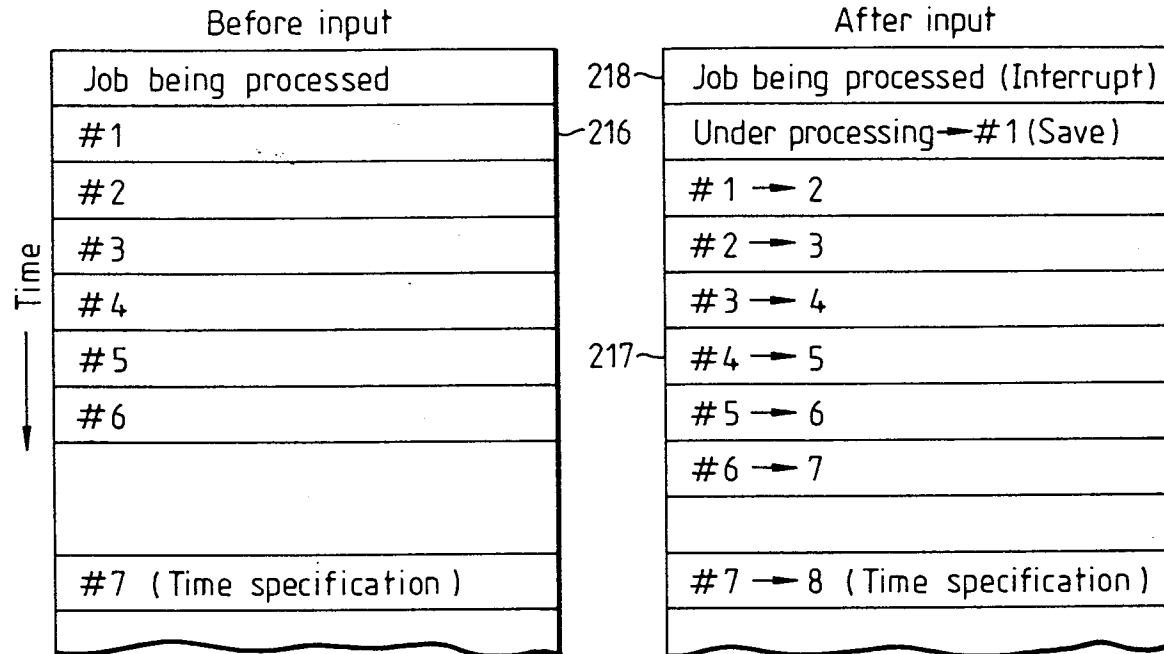 Before input
Job being processed
#1
#2
#3
#4
#5
#6
#7 (Time specification)
Time
216
After input
218
Job being processed (Interrupt)
Under processing→#1 (Save)
#1 → 2
#2 → 3
#3 → 4
217
#4 → 5
#5 → 6
#6 → 7
#7 → 8 (Time specification)